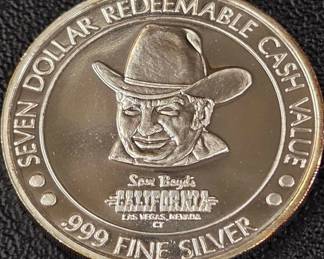 SEVEN DOLLAR REDEEMABLE CASH VALUE
Sam Boyd's
CALIFORNIA
LAS VEGAS, NEVADA
CT
.999 FINE SILVER